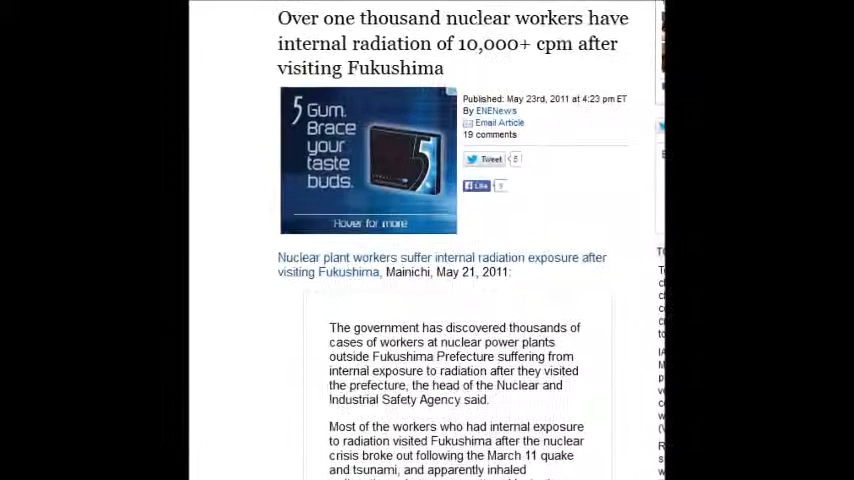 Over one thousand nuclear workers have
internal radiation of 10,000+ cpm after
visiting Fukushima
5 Gum.
Brace
your
taste
buds.
5
Hover for more
Published: May 23rd, 2011 at 4:23 pm ET
By ENENews
Email Article
19 comments
Tweet 5
Like 9
Nuclear plant workers suffer internal radiation exposure after
visiting Fukushima, Mainichi, May 21, 2011:
The government has discovered thousands of
cases of workers at nuclear power plants
outside Fukushima Prefecture suffering from
internal exposure to radiation after they visited
the prefecture, the head of the Nuclear and
Industrial Safety Agency said.
Most of the workers who had internal exposure
to radiation visited Fukushima after the nuclear
crisis broke out following the March 11 quake
and tsunami, and apparently inhaled